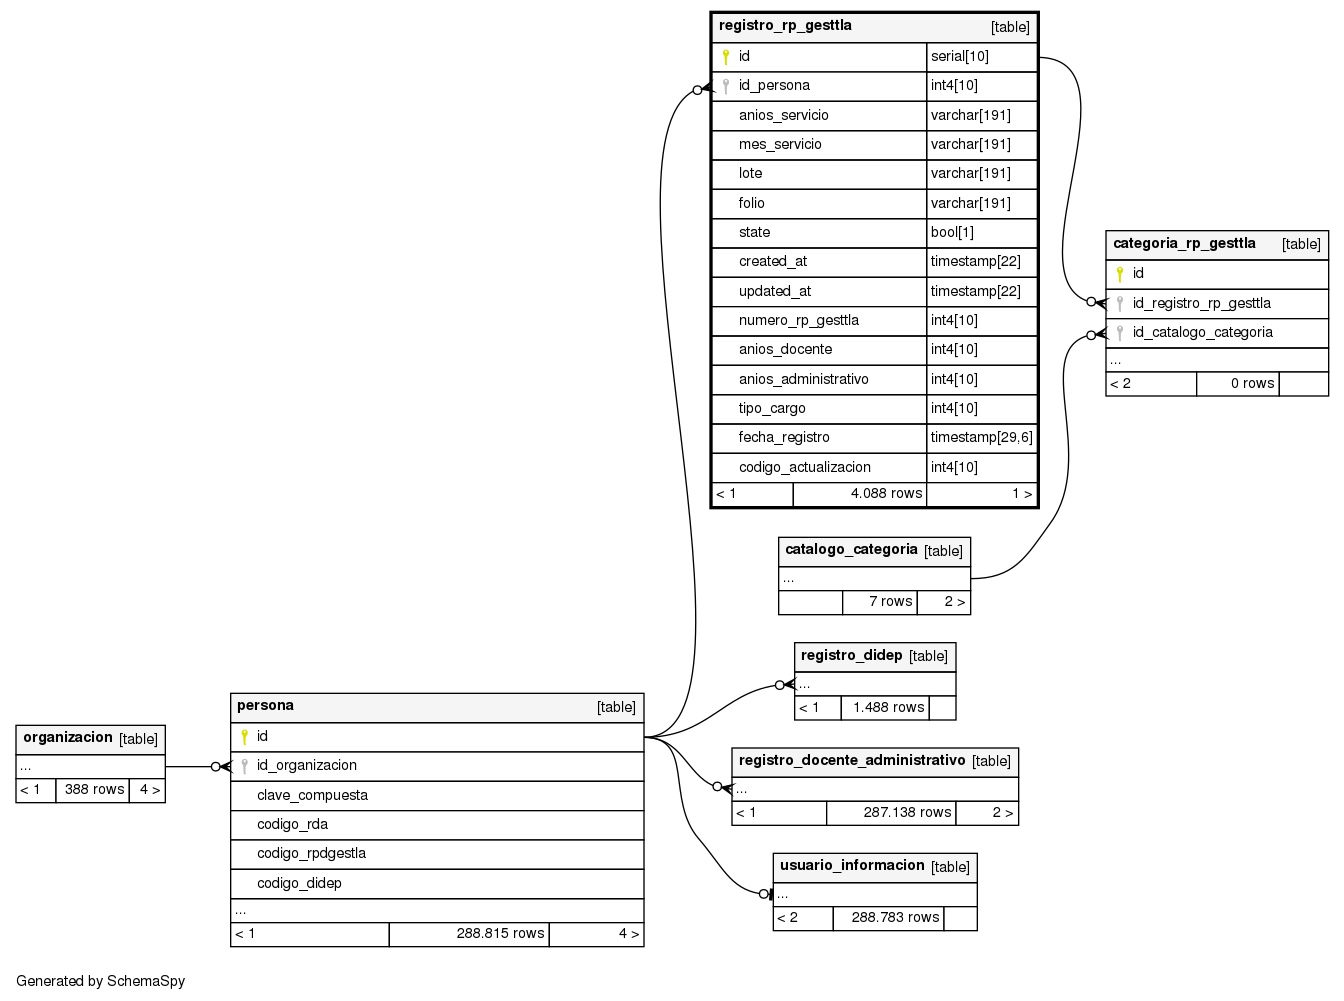 registro_rp_gesttla [table]
id serial[10]
id_persona int4[10]
anios_servicio varchar[191]
mes_servicio varchar[191]
lote varchar[191]
folio varchar[191]
state bool[1]
created_at timestamp[22]
updated_at timestamp[22]
numero_rp_gesttla int4[10]
anios_docente int4[10]
anios_administrativo int4[10]
tipo_cargo int4[10]
fecha_registro timestamp[29,6]
codigo_actualizacion int4[10]
< 1 4.088 rows 1 >
categoria_rp_gesttla [table]
id
id_registro_rp_gesttla
id_catalogo_categoria
...
< 2 0 rows
catalogo_categoria [table]
...
7 rows 2 >
registro_didep [table]
...
< 1 1.488 rows
organizacion [table]
...
< 1 388 rows 4 >
persona [table]
id
id_organizacion
clave_compuesta
codigo_rda
codigo_rpdgestla
codigo_didep
...
< 1 288.815 rows 4 >
registro_docente_administrativo [table]
...
< 1 287.138 rows 2 >
usuario_informacion [table]
...
< 2 288.783 rows
Generated by SchemaSpy